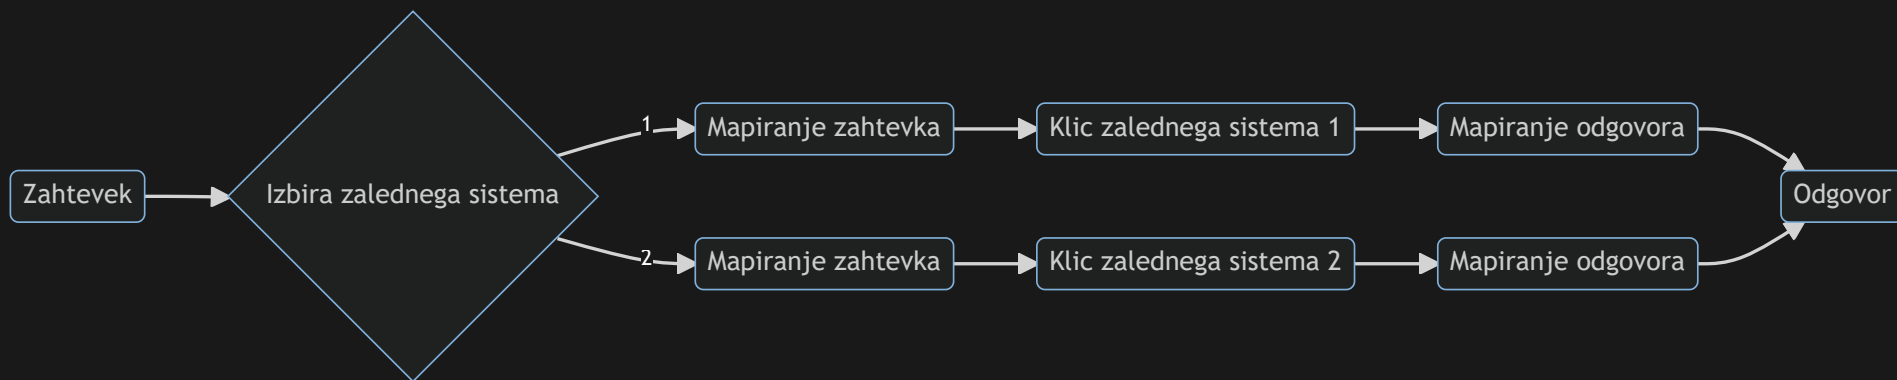 Zahtevek
Izbira zalednega sistema
1
Mapiranje zahtevka
Klic zalednega sistema 1
Mapiranje odgovora
2
Mapiranje zahtevka
Klic zalednega sistema 2
Mapiranje odgovora
Odgovor